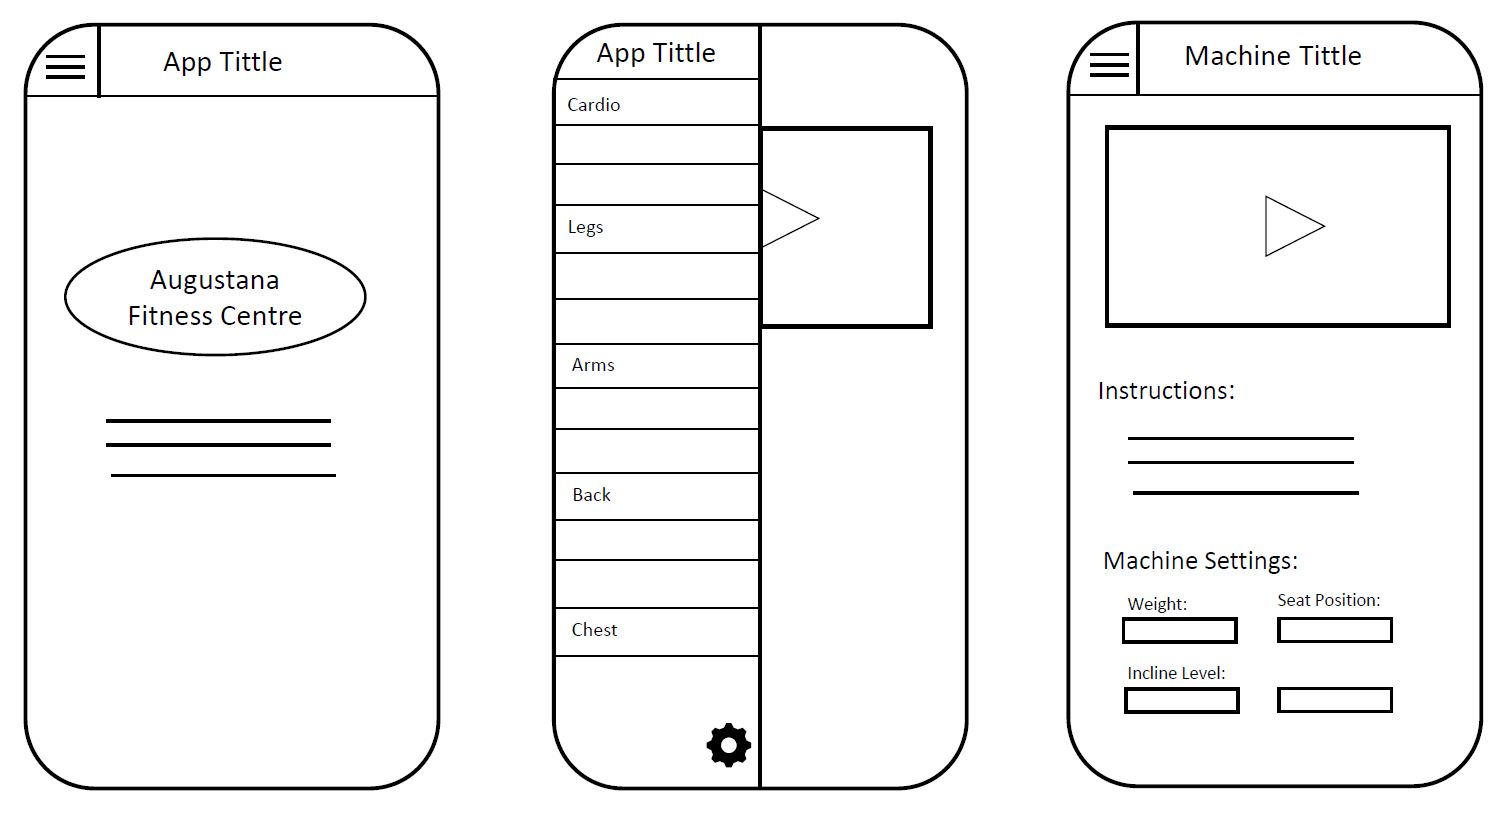 App Tittle
Augustana
Fitness Centre
App Tittle
Cardio
Legs
Arms
Back
Chest
Machine Tittle
Instructions:
Machine Settings:
Weight:
Seat Position:
Incline Level: